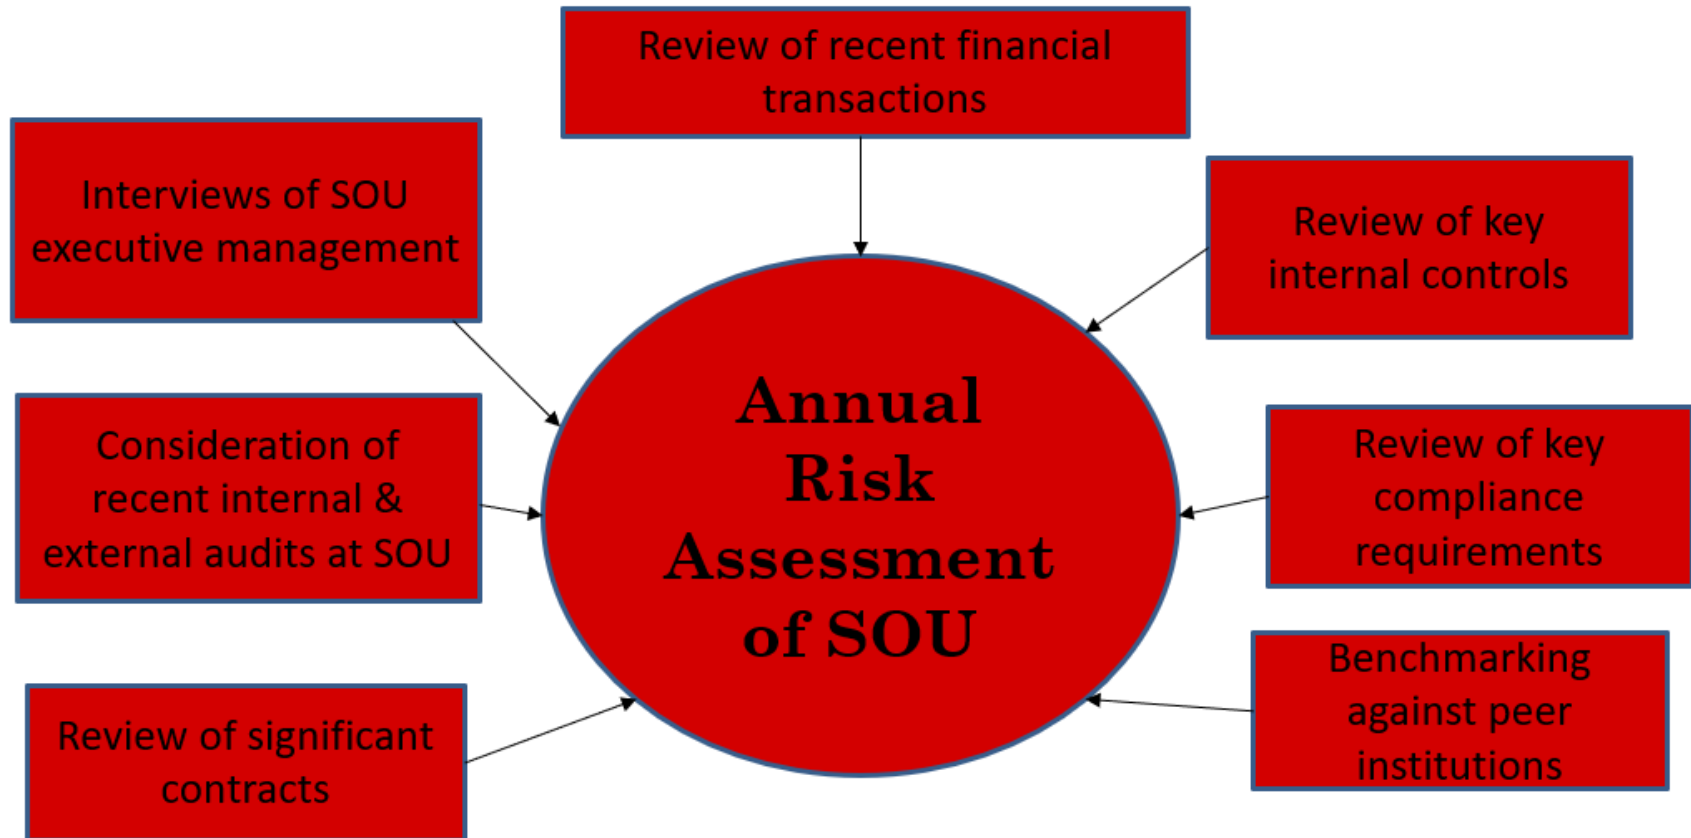 Review of recent financial
transactions
Interviews of SOU
executive management
Review of key
internal controls
Annual
Risk
Assessment
of SOU
Consideration of
recent internal &
external audits at SOU
Review of key
compliance
requirements
Review of significant
contracts
Benchmarking
against peer
institutions